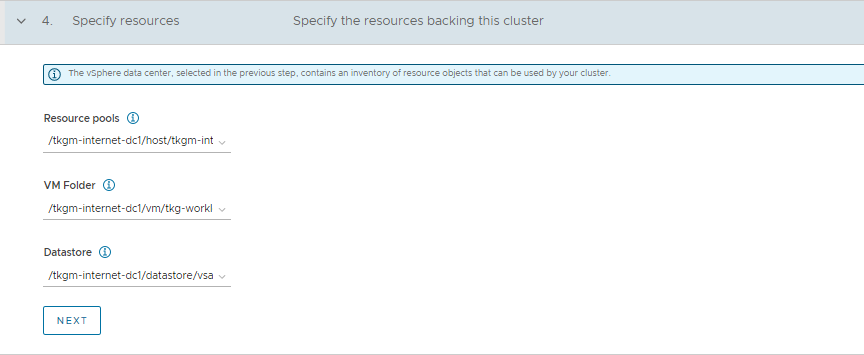 4. Specify resources Specify the resources backing this cluster
The vSphere data center, selected in the previous step, contains an inventory of resource objects that can be used by your cluster.
Resource pools
/tkgm-internet-dc1/host/tkgm-int
VM Folder
/tkgm-internet-dc1/vm/tkg-workl
Datastore
/tkgm-internet-dc1/datastore/vsa
NEXT